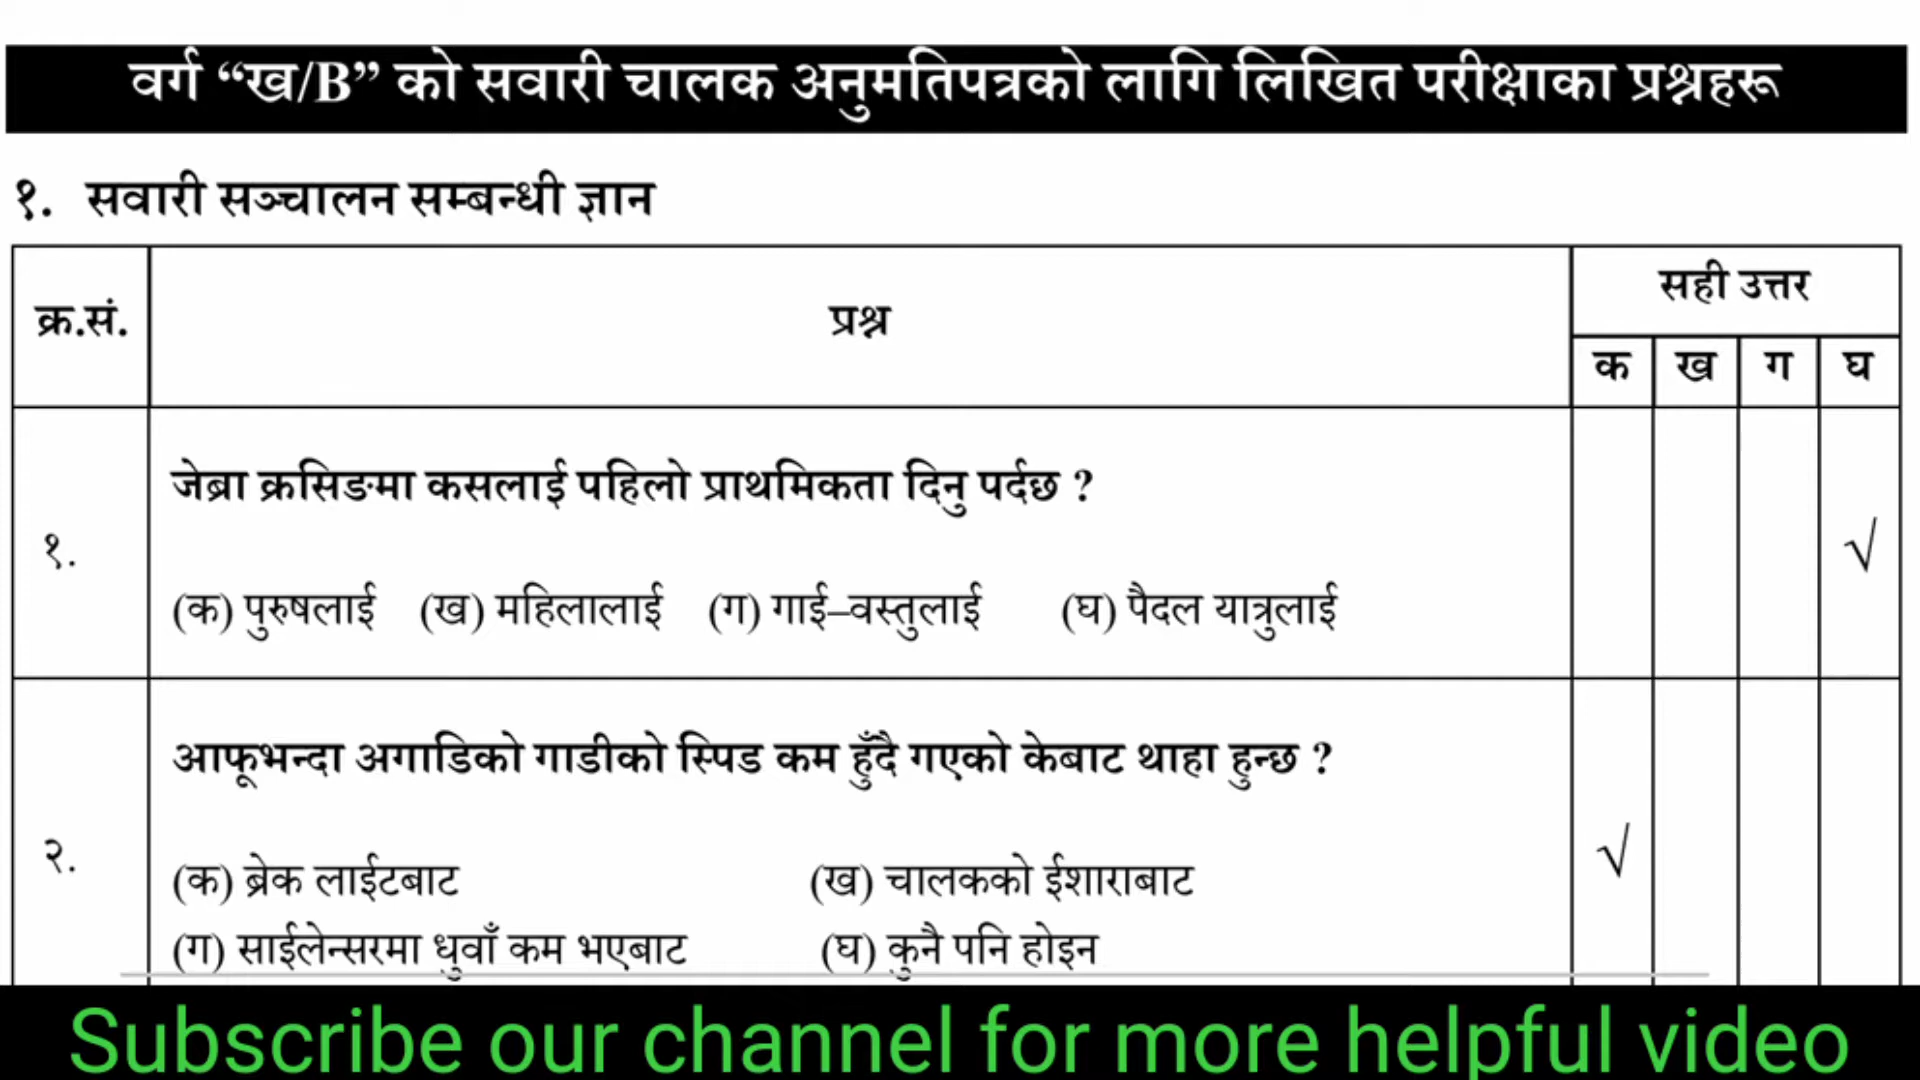 वर्ग “ख/B” को सवारी चालक अनुमतिपत्रको लागि लिखित परीक्षाका प्रश्नहरू
१. सवारी सञ्चालन सम्बन्धी ज्ञान
क्र.सं. प्रश्न सही उत्तर
क ख ग घ
१. जेब्रा क्रसिङमा कसलाई पहिलो प्राथमिकता दिनु पर्दछ ?
(क) पुरुषलाई (ख) महिलालाई (ग) गाई–वस्तुलाई (घ) पैदल यात्रुलाई √
२. आफूभन्दा अगाडिको गाडीको स्पिड कम हुँदै गएको केबाट थाहा हुन्छ ?
(क) ब्रेक लाईटबाट (ख) चालकको ईशाराबाट √
(ग) साईलेन्सरमा धुवाँ कम भएबाट (घ) कुनै पनि होइन
Subscribe our channel for more helpful video